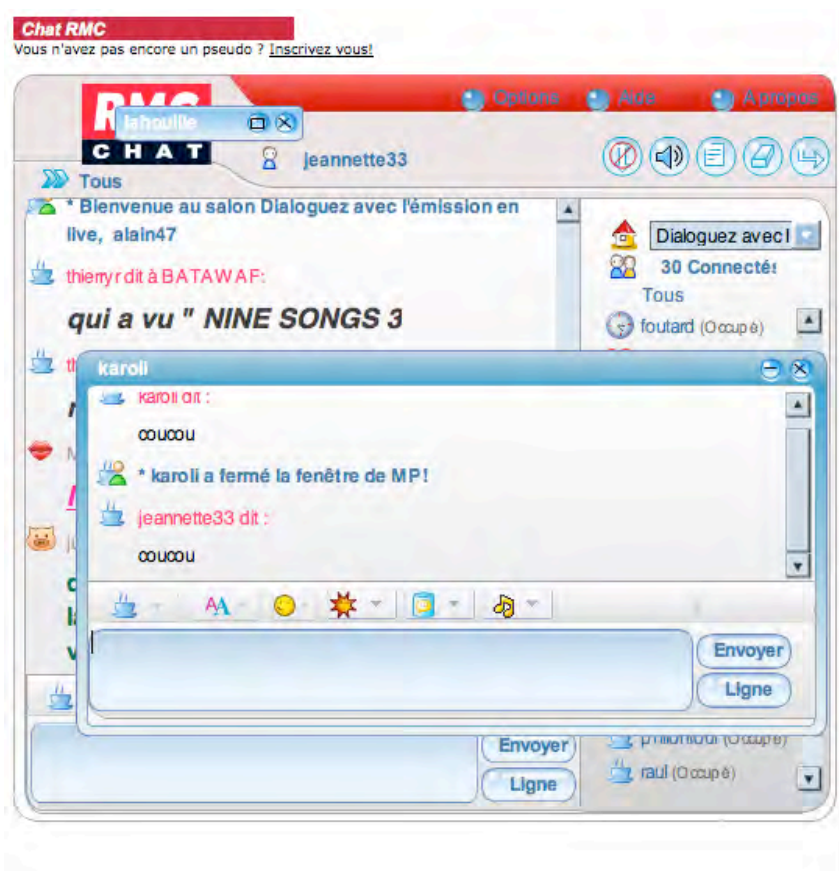 Chat RMC
Vous n'avez pas encore un pseudo ? Inscrivez vous!
RMC
Options
Aide
A propos
lahouille
CHAT
jeannette33
Tous
* Bienvenue au salon Dialoguez avec l'émission en
live, alain47
thierry r dit à BATAWAF:
qui a vu " NINE SONGS 3
Dialoguez avec l
30 Connectés
Tous
foutard (Occupé)
karoli
karoli dit :
coucou
* karoli a fermé la fenêtre de MP!
jeannette33 dit :
coucou
Envoyer
Ligne
Envoyer
Ligne
(Occupé)
raul (Occupé)